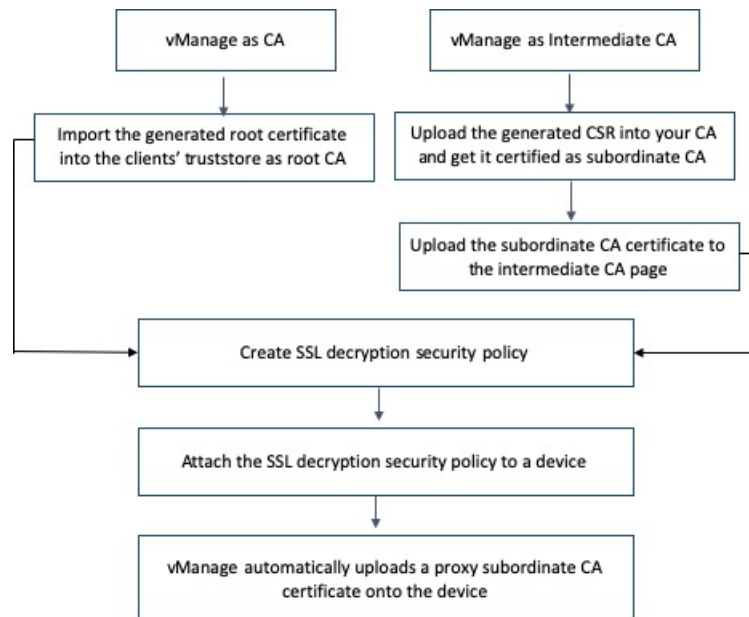 vManage as CA
vManage as Intermediate CA
Import the generated root certificate
into the clients' truststore as root CA
Upload the generated CSR into your CA
and get it certified as subordinate CA
Upload the subordinate CA certificate to
the intermediate CA page
Create SSL decryption security policy
Attach the SSL decryption security policy to a device
vManage automatically uploads a proxy subordinate CA
certificate onto the device